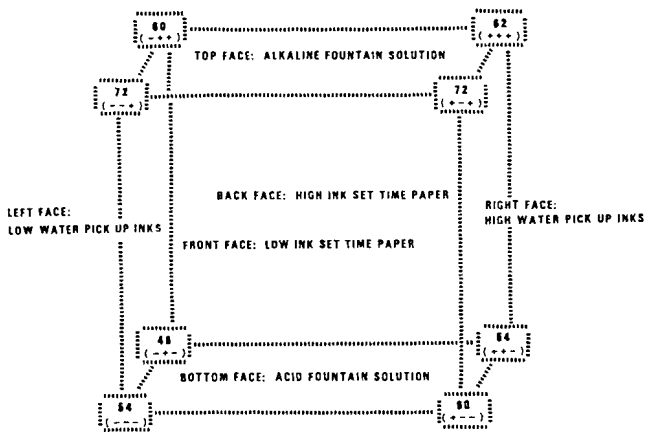 60
(-++)
62
(+++)
TOP FACE: ALKALINE FOUNTAIN SOLUTION
72
(--+)
72
(+-+)
BACK FACE: HIGH INK SET TIME PAPER
LEFT FACE:
LOW WATER PICK UP INKS
RIGHT FACE:
HIGH WATER PICK UP INKS
FRONT FACE: LOW INK SET TIME PAPER
(-+-)
(++-)
BOTTOM FACE: ACID FOUNTAIN SOLUTION
(---)
60
(+--)